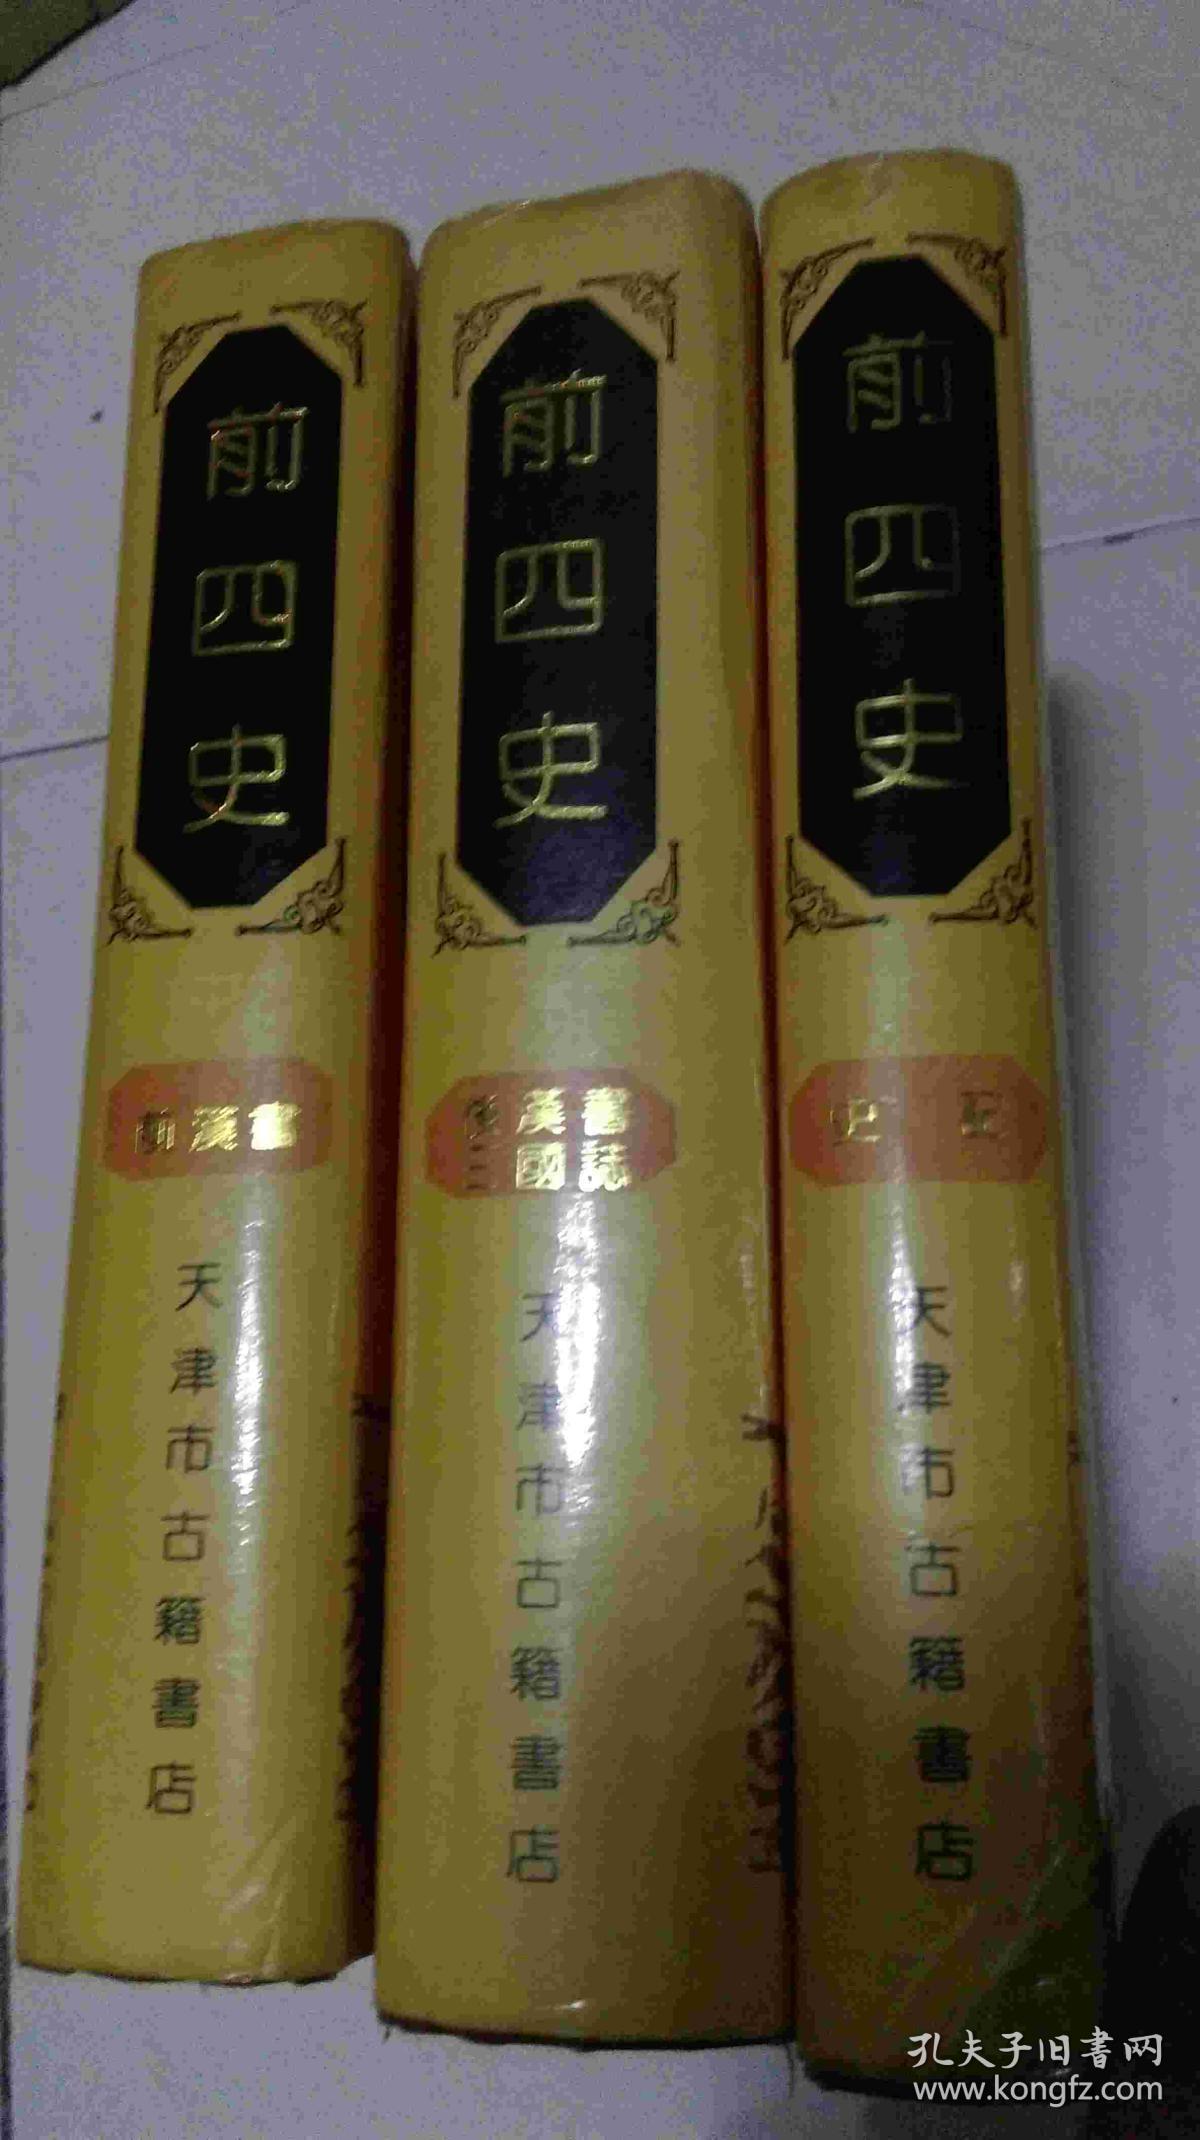 前四史
前漢書
天津市古籍書店
前四史
後漢書
三國誌
天津市古籍書店
前四史
史記
天津市古籍書店
孔夫子旧書网
www.kongfz.com